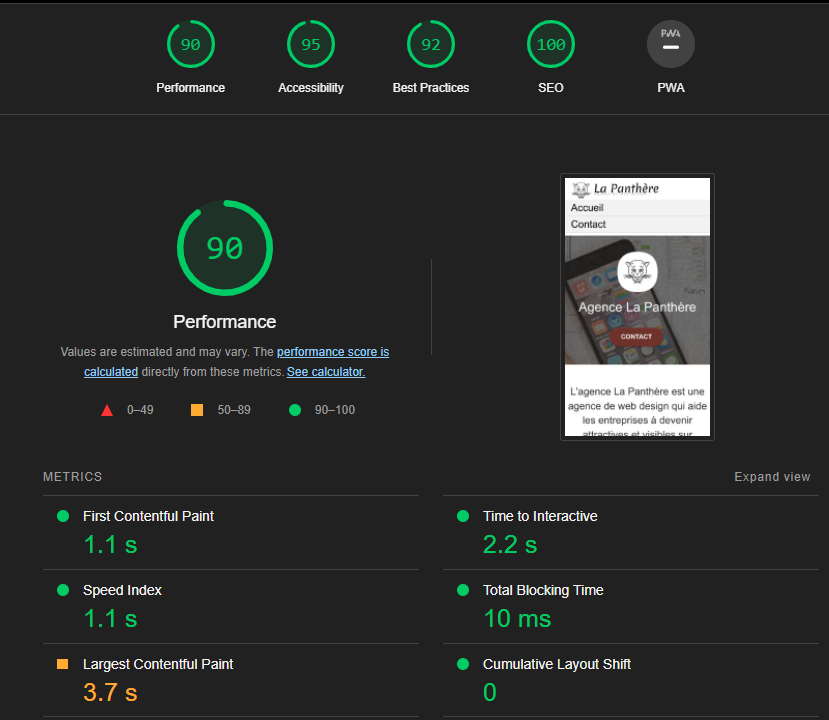 90
95
92
100
PWA
Performance
Accessibility
Best Practices
SEO
PWA
90
Performance
Values are estimated and may vary. The performance score is
calculated directly from these metrics. See calculator.
0–49
50–89
90–100
La Panthère
Accueil
Contact
Agence La Panthère
CONTACT
L'agence La Panthère est une
agence de web design qui aide
les entreprises à devenir
attractives et visibles sur
METRICS
Expand view
First Contentful Paint
1.1 s
Time to Interactive
2.2 s
Speed Index
1.1 s
Total Blocking Time
10 ms
Largest Contentful Paint
3.7 s
Cumulative Layout Shift
0